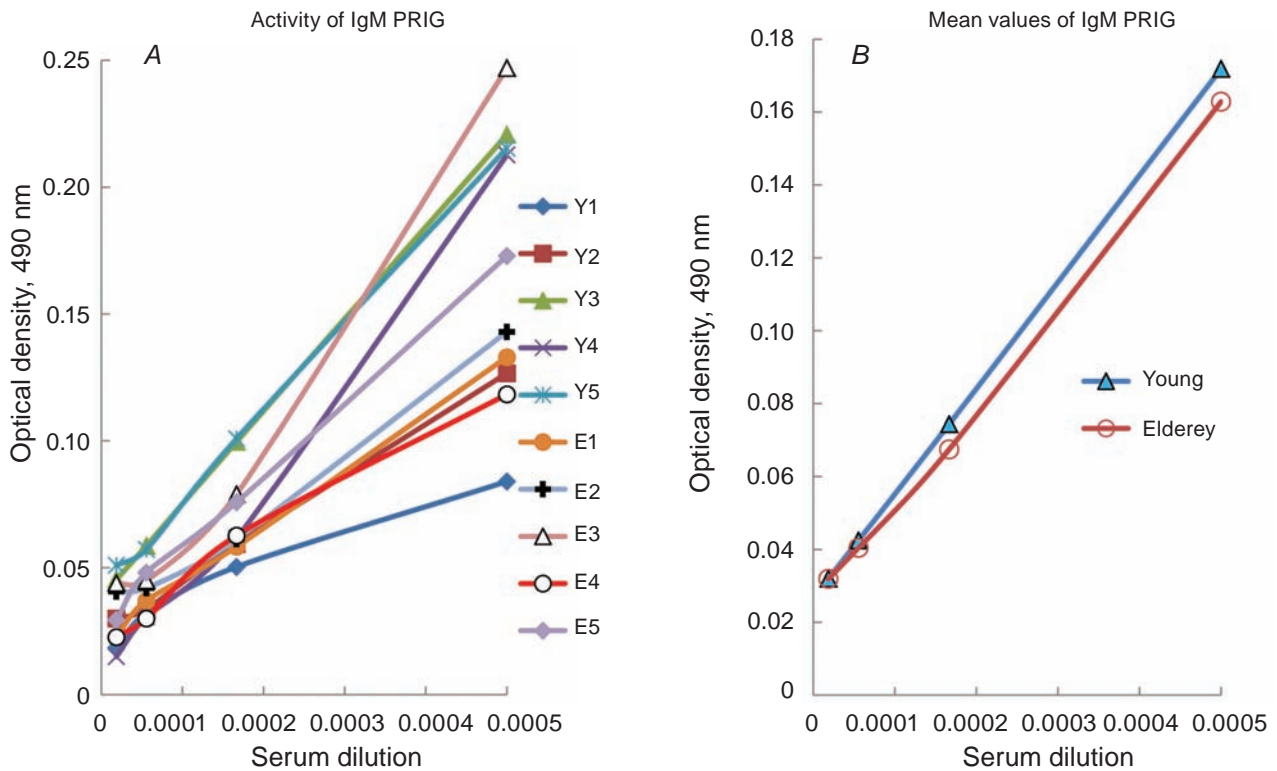 Activity of IgM PRIG
A
0.25
0.20
0.15
0.10
0.05
0
0 0.0001 0.0002 0.0003 0.0004 0.0005
Optical density, 490 nm
Serum dilution
Y1
Y2
Y3
Y4
Y5
E1
E2
E3
E4
E5
Mean values of IgM PRIG
B
0.18
0.16
0.14
0.12
0.10
0.08
0.06
0.04
0.02
0
0 0.0001 0.0002 0.0003 0.0004 0.0005
Optical density, 490 nm
Serum dilution
Young
Elderey